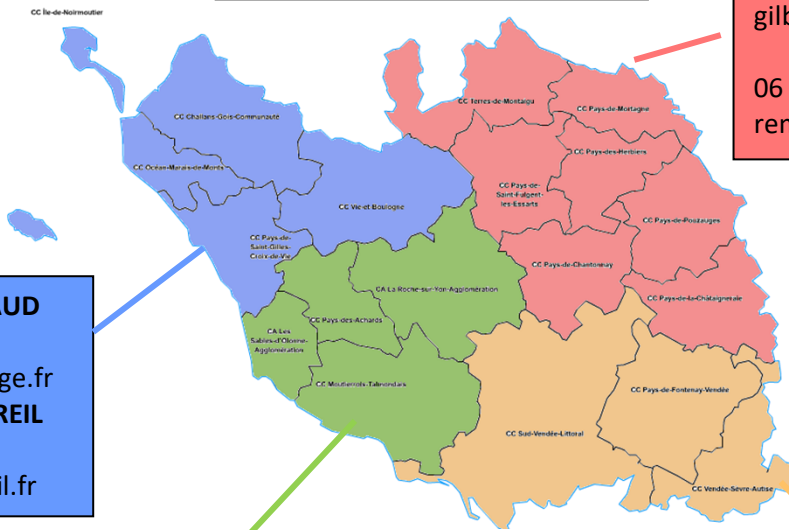 CC Île-de-Noirmoutier
gilb
06
ren
CC Challans-Gois-Communauté
CC Terres-de-Montaigu
CC Pays-de-Mortagne
CC Pays-des-Herbiers
CC Océan-Marais-de-Monts
CC Pays-de-
Saint-Fulgent-
les-Essarts
CC Vie-et-Boulogne
CC Pays-de-Pouzauges
CC Pays-de-
Saint-Gilles-
Croix-de-Vie
CC Pays-de-Chantonnay
CA La Roche-sur-Yon-Agglomération
CC Pays-de-la-Châtaigneraie
CC Pays-des-Achards
CA Les
Sables-d'Olonne-
Agglomération
CC Moutierrois-Talmondais
CC Pays-de-Fontenay-Vendée
CC Sud-Vendée-Littoral
CC Vendée-Sèvre-Autise
AUD
ge.fr
REIL
il.fr